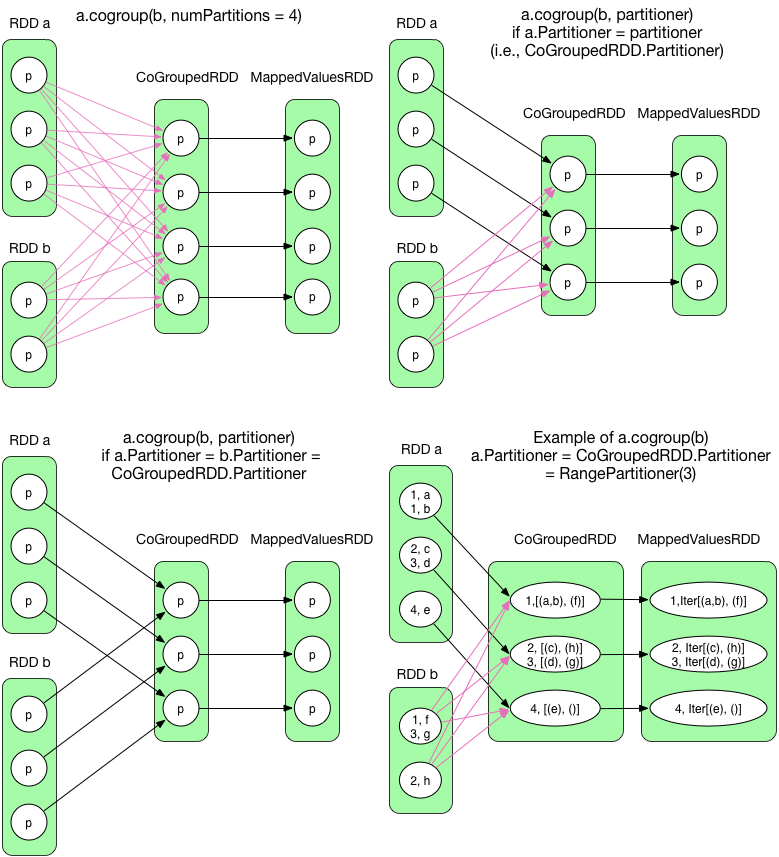 a.cogroup(b, numPartitions = 4)
RDD a
p
p
p
RDD b
p
p
CoGroupedRDD
p
p
p
p
MappedValuesRDD
p
p
p
p
a.cogroup(b, partitioner)
if a.Partitioner = partitioner
(i.e., CoGroupedRDD.Partitioner)
RDD a
p
p
p
RDD b
p
p
CoGroupedRDD
p
p
p
MappedValuesRDD
p
p
p
a.cogroup(b, partitioner)
if a.Partitioner = b.Partitioner =
CoGroupedRDD.Partitioner
RDD a
p
p
p
RDD b
p
p
p
CoGroupedRDD
p
p
p
MappedValuesRDD
p
p
p
Example of a.cogroup(b)
a.Partitioner = CoGroupedRDD.Partitioner
= RangePartitioner(3)
RDD a
1, a
1, b
2, c
3, d
4, e
RDD b
1, f
3, g
2, h
CoGroupedRDD
1,[(a,b), (f)]
2, [(c), (h)]
3, [(d), (g)]
4, [(e), ()]
MappedValuesRDD
1,Iter[(a,b), (f)]
2, Iter[(c), (h)]
3, Iter[(d), (g)]
4, Iter[(e), ()]